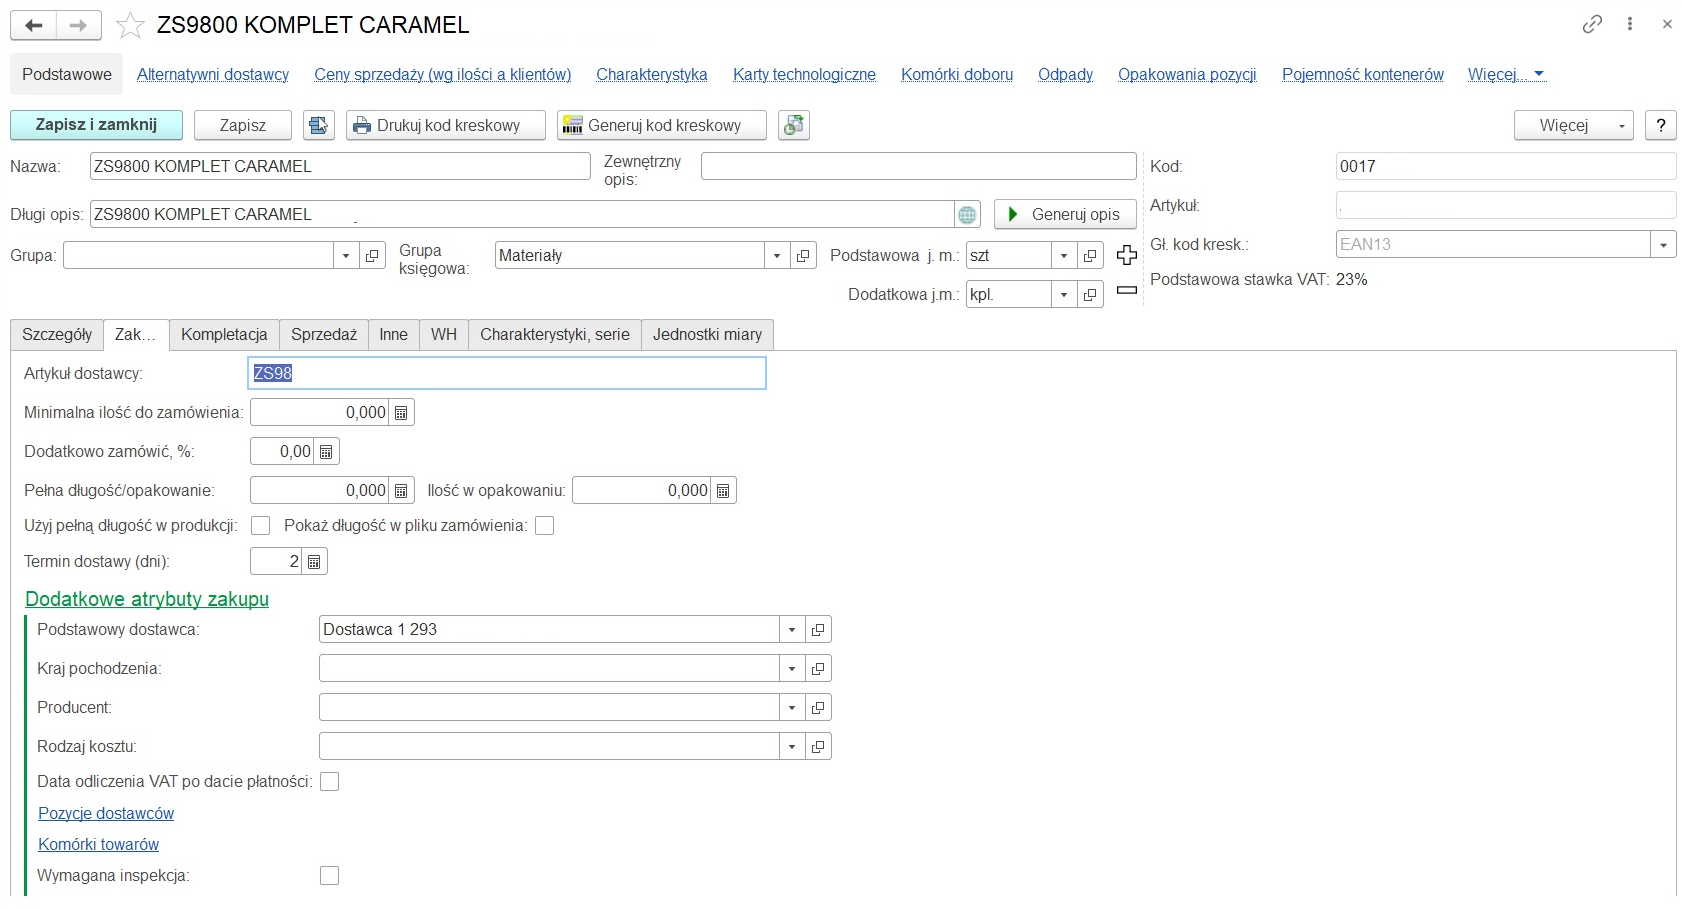 ZS9800 KOMPLET CARAMEL
Podstawowe Alternatywni dostawcy Ceny sprzedaży (wg ilości a klientów) Charakterystyka Karty technologiczne Komórki doboru Odpady Opakowania pozycji Pojemność kontenerów Więcej...
Zapisz i zamknij Zapisz Drukuj kod kreskowy Generuj kod kreskowy Więcej ?
Nazwa: ZS9800 KOMPLET CARAMEL Zewnętrzny opis: Kod: 0017
Długi opis: ZS9800 KOMPLET CARAMEL Generuj opis Artykuł:
Grupa: Grupa księgowa: Materiały Podstawowa j. m.: szt Gł. kod kresk.: EAN13
Dodatkowa j.m.: kpl. Podstawowa stawka VAT: 23%
Szczegóły Zak... Kompletacja Sprzedaż Inne WH Charakterystyki, serie Jednostki miary
Artykuł dostawcy: ZS98
Minimalna ilość do zamówienia: 0,000
Dodatkowo zamówić, %: 0,00
Pełna długość/opakowanie: 0,000 Ilość w opakowaniu: 0,000
Użyj pełną długość w produkcji: Pokaż długość w pliku zamówienia:
Termin dostawy (dni): 2
Dodatkowe atrybuty zakupu
Podstawowy dostawca: Dostawca 1 293
Kraj pochodzenia:
Producent:
Rodzaj kosztu:
Data odliczenia VAT po dacie płatności:
Pozycje dostawców
Komórki towarów
Wymagana inspekcja: